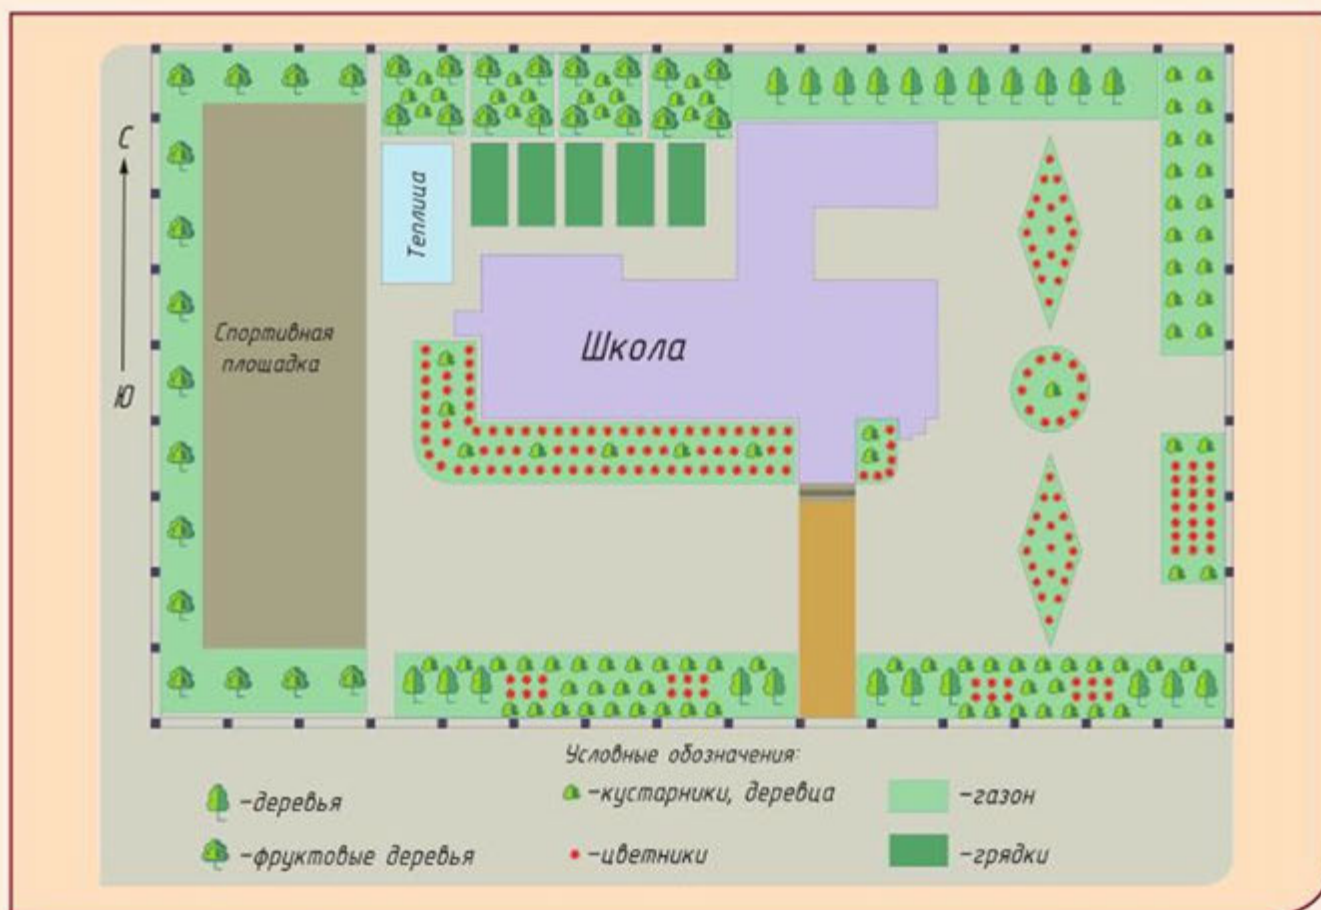 С
Ю
Теплица
Спортивная
площадка
Школа
Условные обозначения:
-деревья
-кустарники, деревца
-газон
-фруктовые деревья
-цветники
-грядки